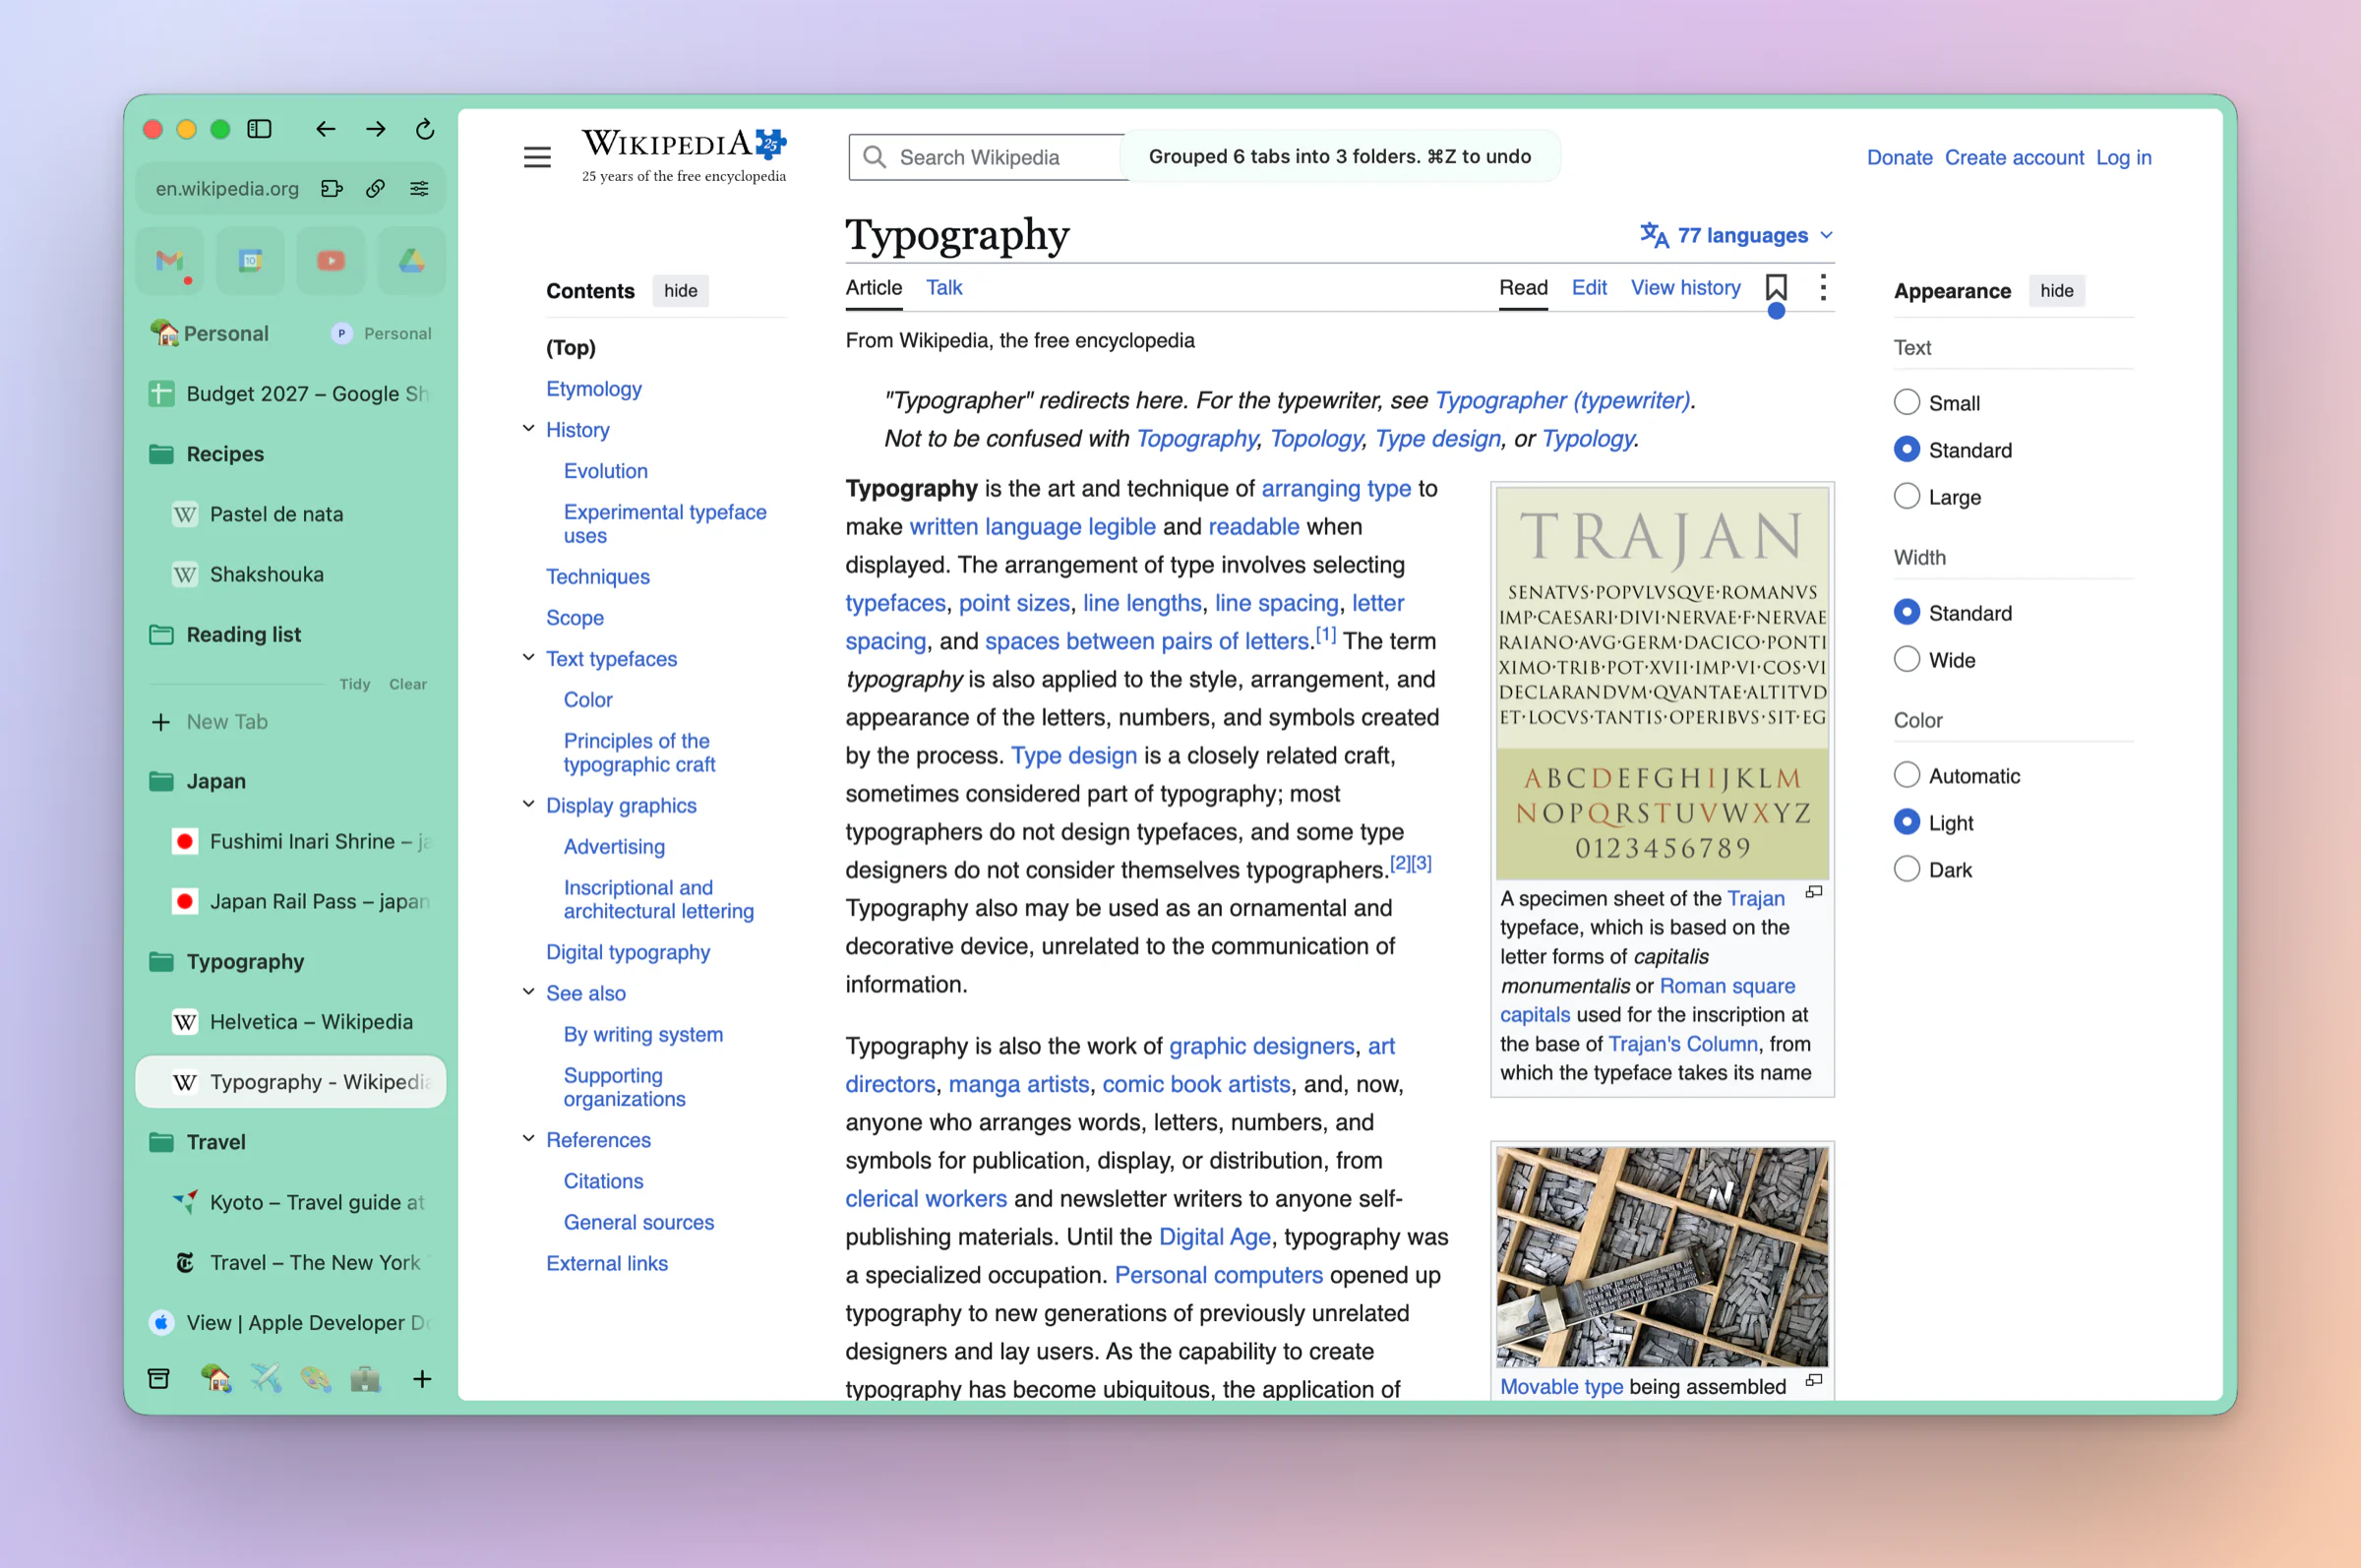 en.wikipedia.org
10
Personal
P Personal
Budget 2027 – Google Sh
Recipes
W Pastel de nata
W Shakshouka
Reading list
Tidy Clear
New Tab
Japan
Fushimi Inari Shrine – ja
Japan Rail Pass – japan
Typography
W Helvetica – Wikipedia
W Typography - Wikipedia
Travel
Kyoto – Travel guide at
Travel – The New York
View | Apple Developer Do
WIKIPEDIA 25
25 years of the free encyclopedia
Search Wikipedia
Grouped 6 tabs into 3 folders. ⌘Z to undo
Donate Create account Log in
Contents hide
(Top)
Etymology
History
Evolution
Experimental typeface
uses
Techniques
Scope
Text typefaces
Color
Principles of the
typographic craft
Display graphics
Advertising
Inscriptional and
architectural lettering
Digital typography
See also
By writing system
Supporting
organizations
References
Citations
General sources
External links
Typography
文A 77 languages
Article Talk
Read Edit View history
From Wikipedia, the free encyclopedia
"Typographer" redirects here. For the typewriter, see Typographer (typewriter).
Not to be confused with Topography, Topology, Type design, or Typology.
Typography is the art and technique of arranging type to
make written language legible and readable when
displayed. The arrangement of type involves selecting
typefaces, point sizes, line lengths, line spacing, letter
spacing, and spaces between pairs of letters.[1] The term
typography is also applied to the style, arrangement, and
appearance of the letters, numbers, and symbols created
by the process. Type design is a closely related craft,
sometimes considered part of typography; most
typographers do not design typefaces, and some type
designers do not consider themselves typographers.[2][3]
Typography also may be used as an ornamental and
decorative device, unrelated to the communication of
information.
Typography is also the work of graphic designers, art
directors, manga artists, comic book artists, and, now,
anyone who arranges words, letters, numbers, and
symbols for publication, display, or distribution, from
clerical workers and newsletter writers to anyone self-
publishing materials. Until the Digital Age, typography was
a specialized occupation. Personal computers opened up
typography to new generations of previously unrelated
designers and lay users. As the capability to create
typography has become ubiquitous, the application of
TRAJAN
SENATVS·POPVLVSQVE·ROMANVS
IMP·CAESARI·DIVI·NERVAE·F·NERVAE
RAIANO·AVG·GERM·DACICO·PONTI
XIMO·TRIB·POT·XVII·IMP·VI·COS·VI
DECLARANDVM·QVANTAE·ALTITVD
ET·LOCVS·TANTIS·OPERIBVS·SIT·EG
ABCDEFGHIJKLM
NOPQRSTUVWXYZ
0123456789
A specimen sheet of the Trajan
typeface, which is based on the
letter forms of capitalis
monumentalis or Roman square
capitals used for the inscription at
the base of Trajan's Column, from
which the typeface takes its name
Movable type being assembled
Appearance hide
Text
Small
Standard
Large
Width
Standard
Wide
Color
Automatic
Light
Dark